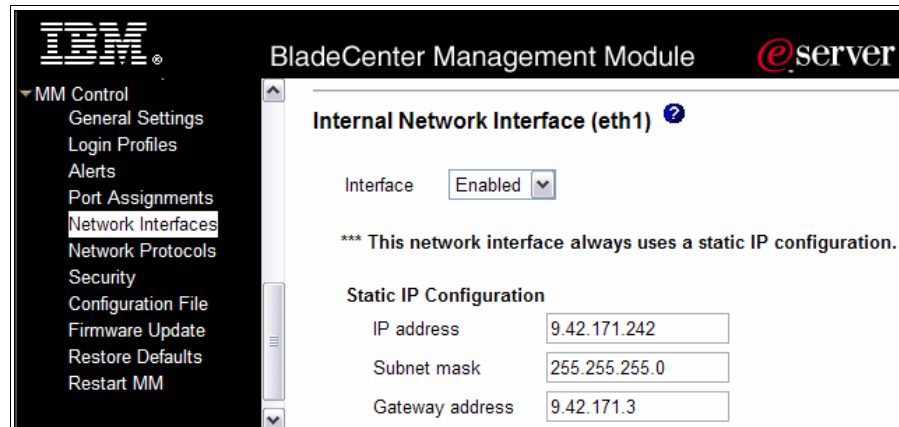 IBM®
BladeCenter Management Module
eserver
MM Control
General Settings
Login Profiles
Alerts
Port Assignments
Network Interfaces
Network Protocols
Security
Configuration File
Firmware Update
Restore Defaults
Restart MM
Internal Network Interface (eth1) ?
Interface Enabled
*** This network interface always uses a static IP configuration.
Static IP Configuration
IP address 9.42.171.242
Subnet mask 255.255.255.0
Gateway address 9.42.171.3